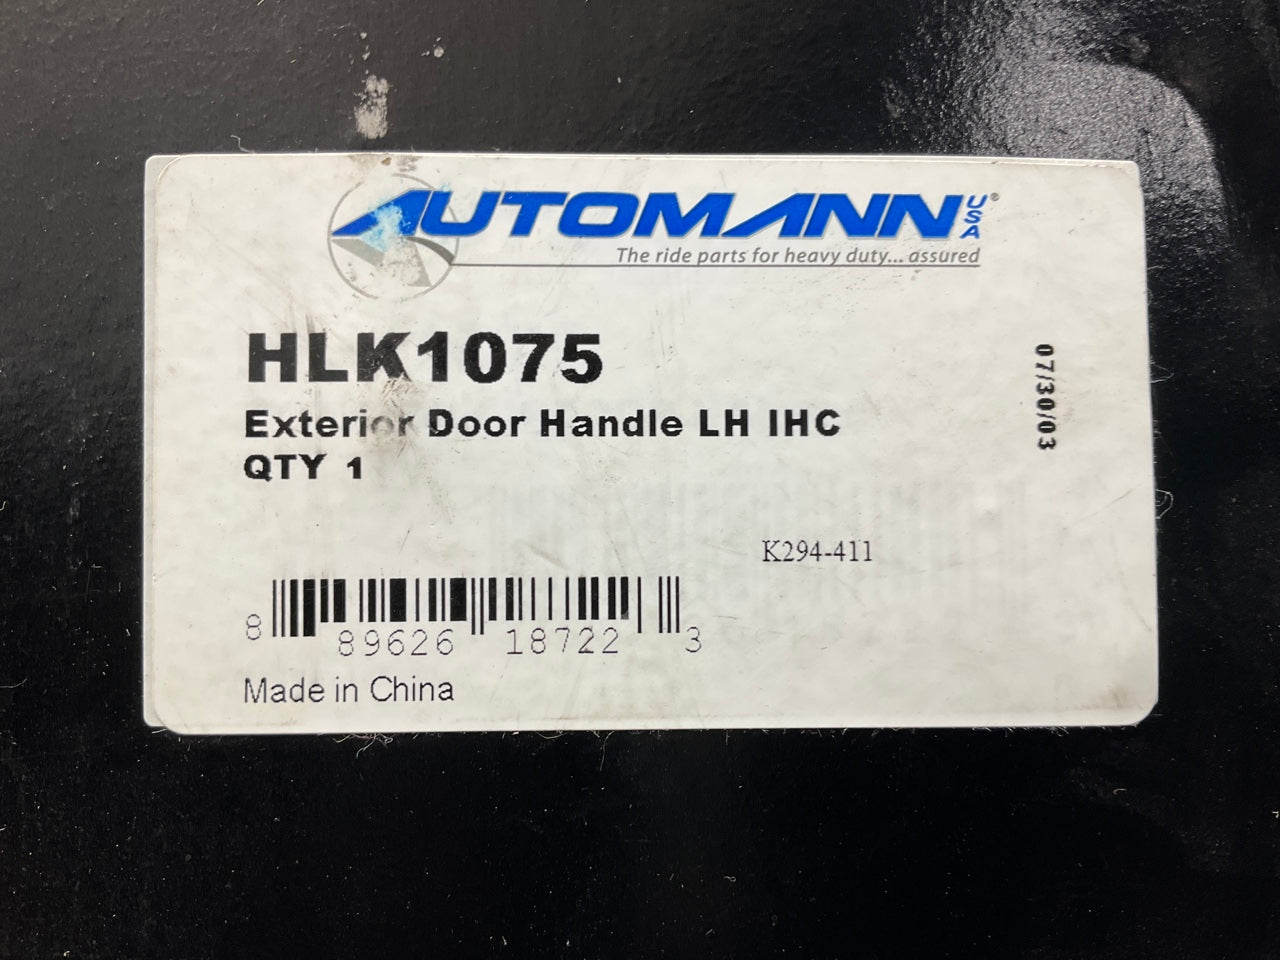 AUTOMANN USA®
The ride parts for heavy duty... assured
HLK1075
Exterior Door Handle LH IHC
QTY 1
07/30/03
K294-411
8 89626 18722 3
Made in China